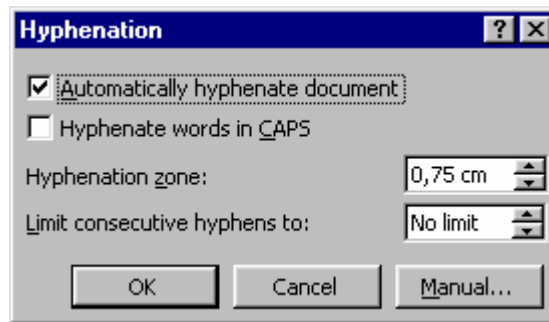 Hyphenation
Automatically hyphenate document
Hyphenate words in CAPS
Hyphenation zone: 0,75 cm
Limit consecutive hyphens to: No limit
OK Cancel Manual...